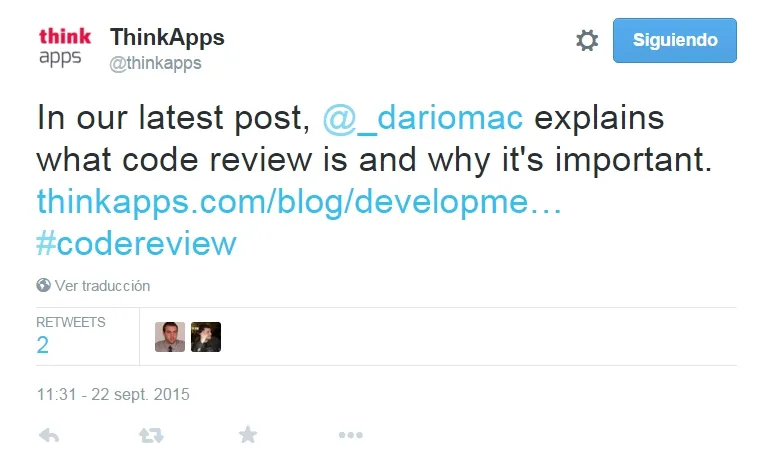 think
apps
ThinkApps
@thinkapps
Siguiendo
In our latest post, @_dariomac explains
what code review is and why it's important.
thinkapps.com/blog/developme…
#codereview
Ver traducción
RETWEETS
2
11:31 - 22 sept. 2015